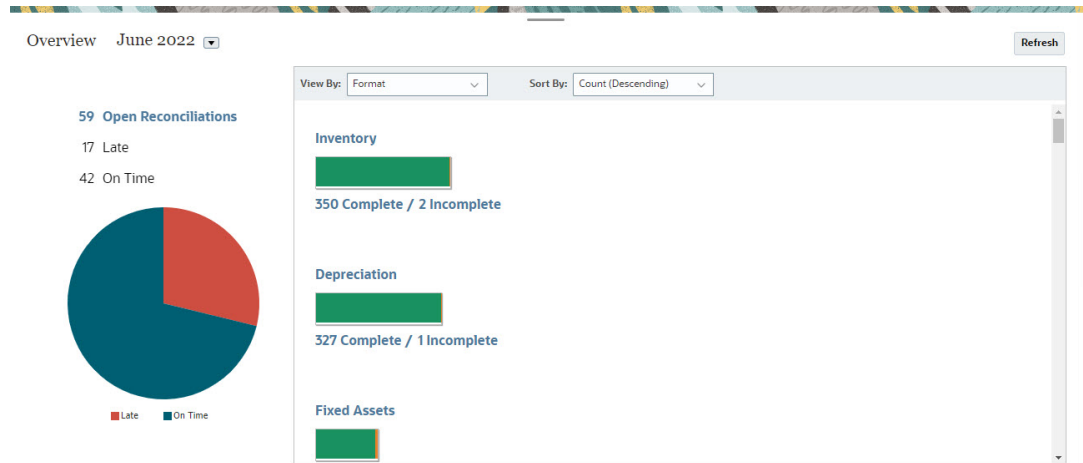 Overview June 2022
Refresh
59 Open Reconciliations
17 Late
42 On Time
Late On Time
View By: Format Sort By: Count (Descending)
Inventory
350 Complete / 2 Incomplete
Depreciation
327 Complete / 1 Incomplete
Fixed Assets